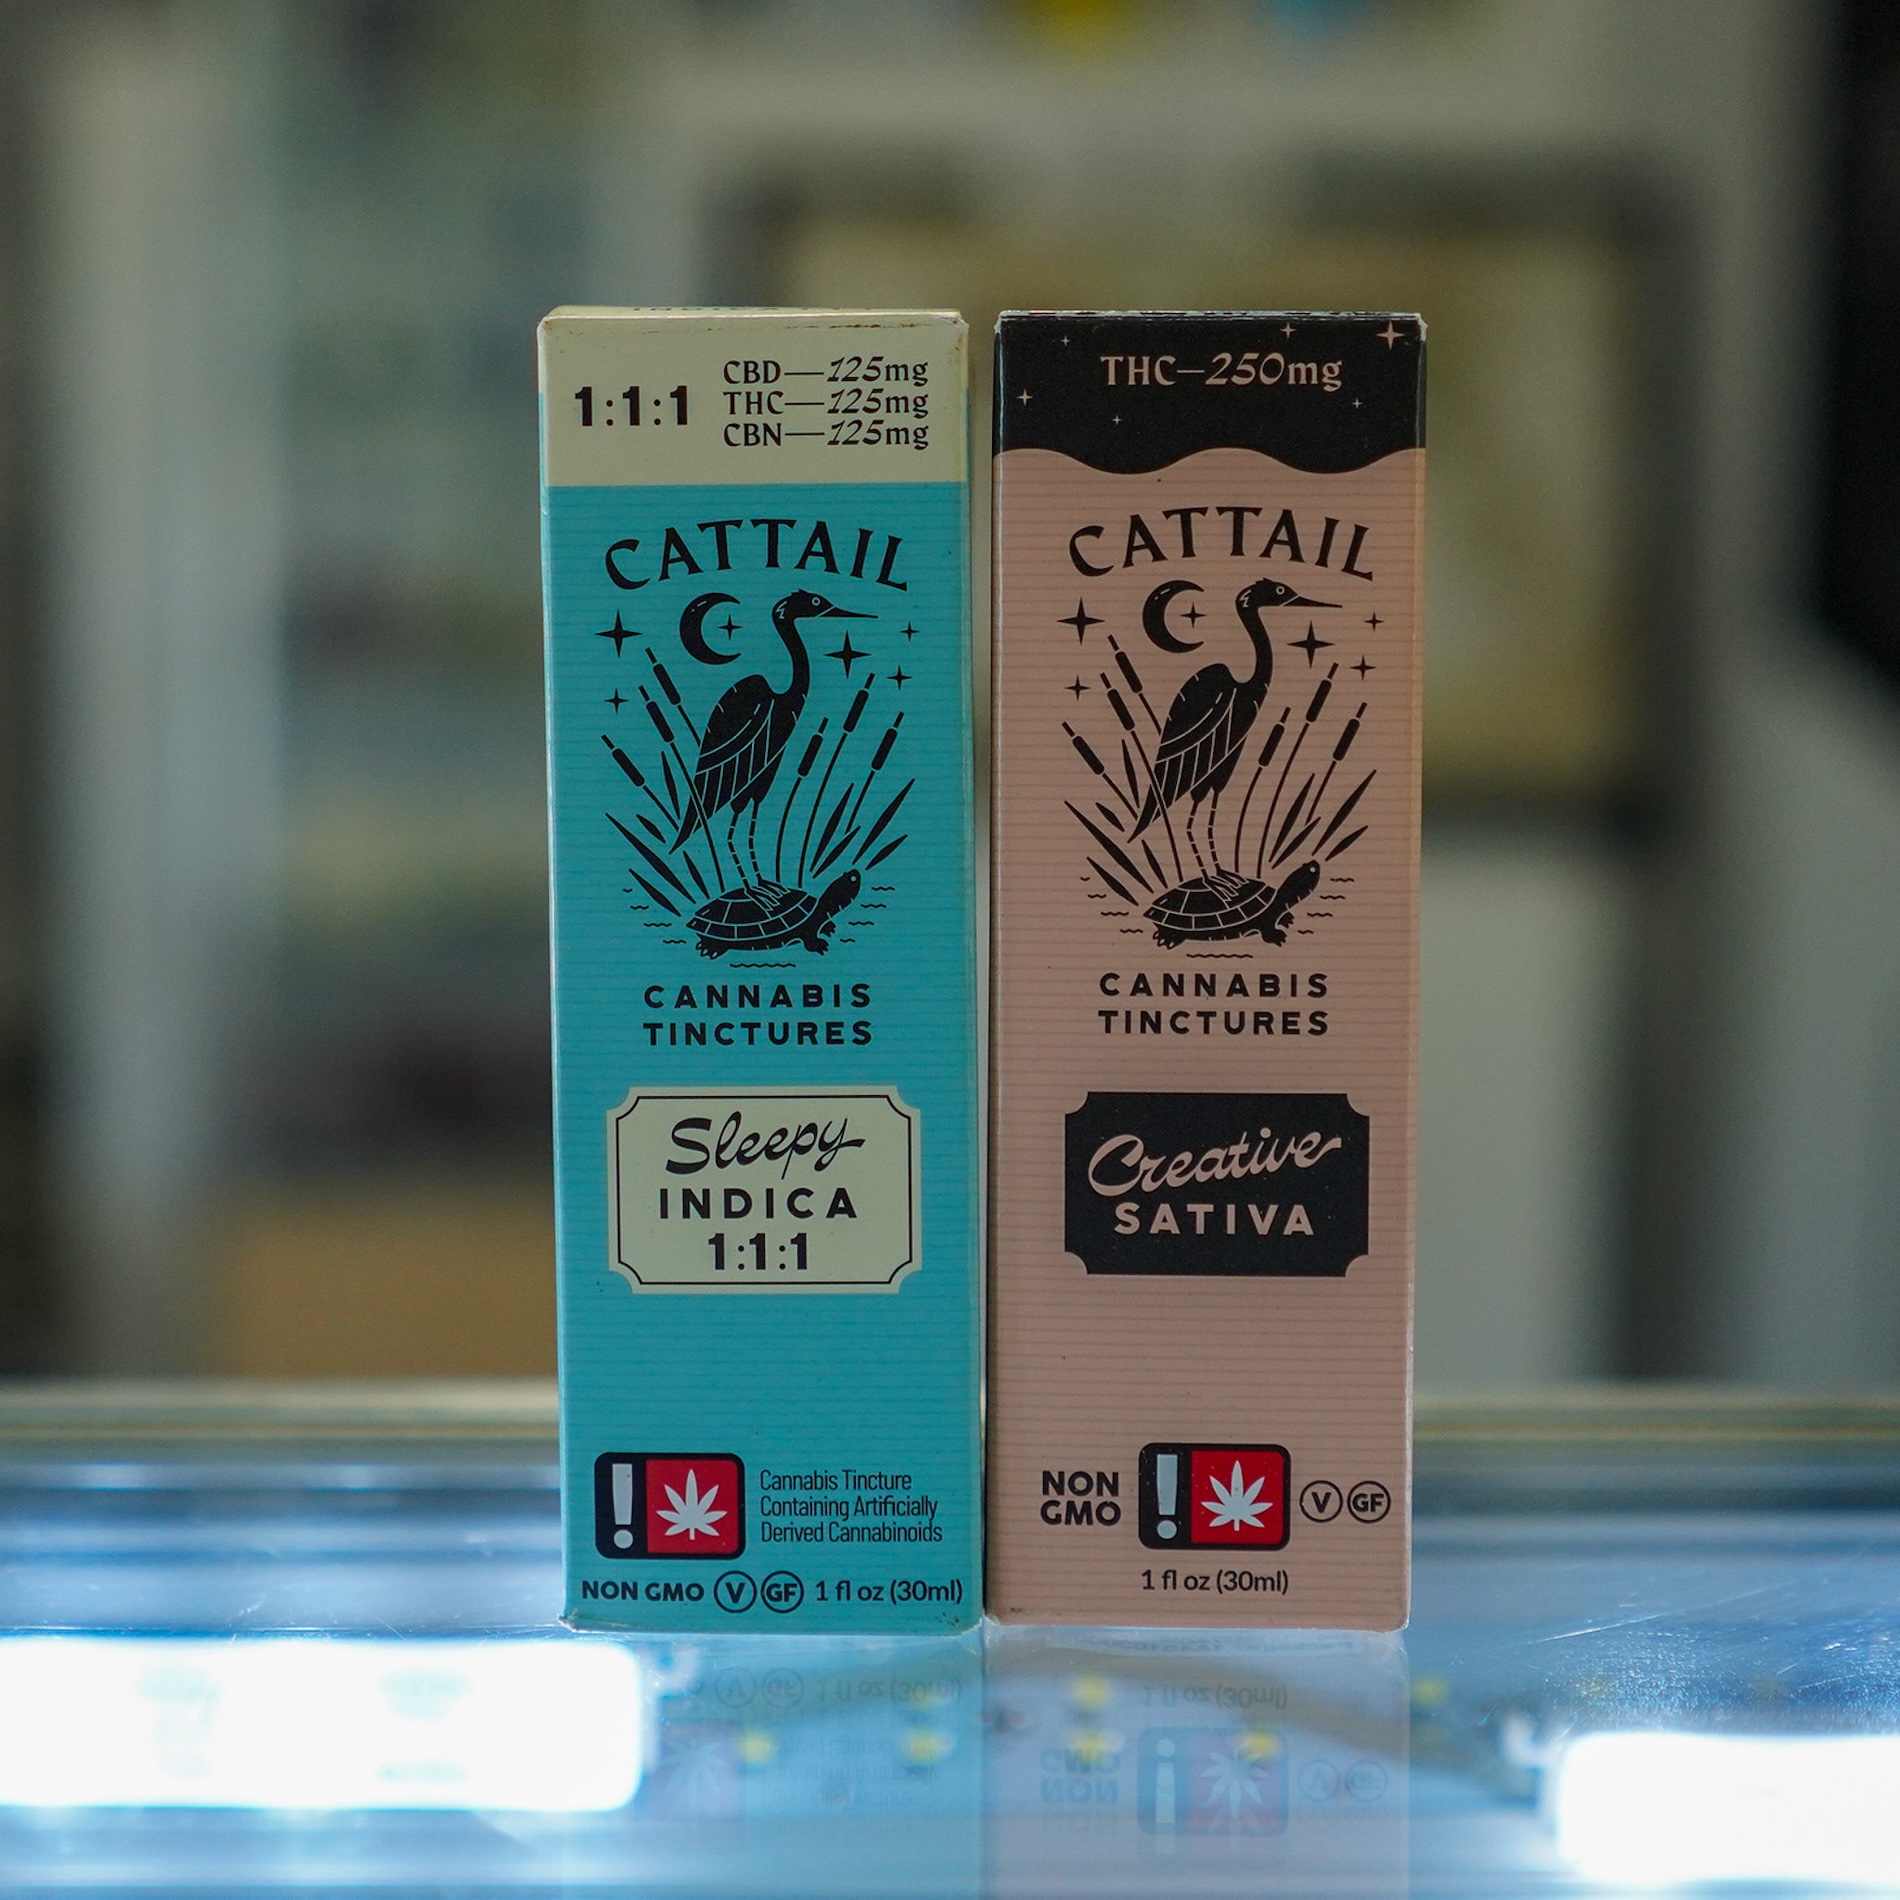 1:1:1
CBD—125mg
THC—125mg
CBN—125mg
CATTAIL
CANNABIS
TINCTURES
Sleepy
INDICA
1:1:1
Cannabis Tincture
Containing Artificially
Derived Cannabinoids
NON GMO V GF 1 fl oz (30ml)
THC—250mg
CATTAIL
CANNABIS
TINCTURES
Creative
SATIVA
NON
GMO
! V GF
1 fl oz (30ml)